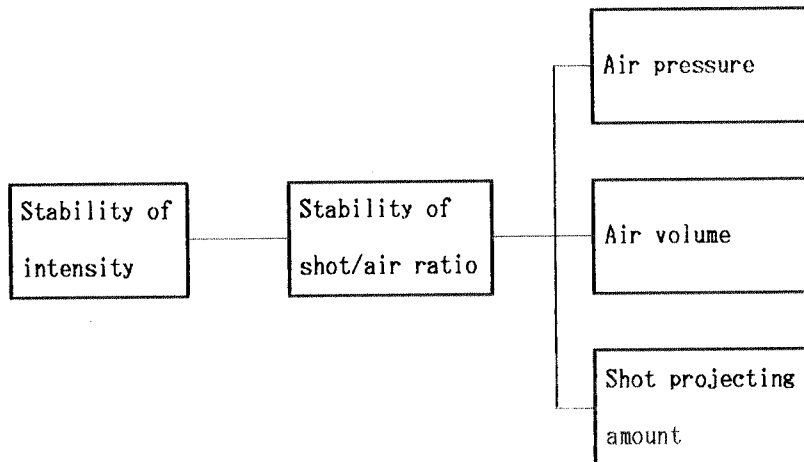 Air pressure
Stability of
intensity
Stability of
shot/air ratio
Air volume
Shot projecting
amount